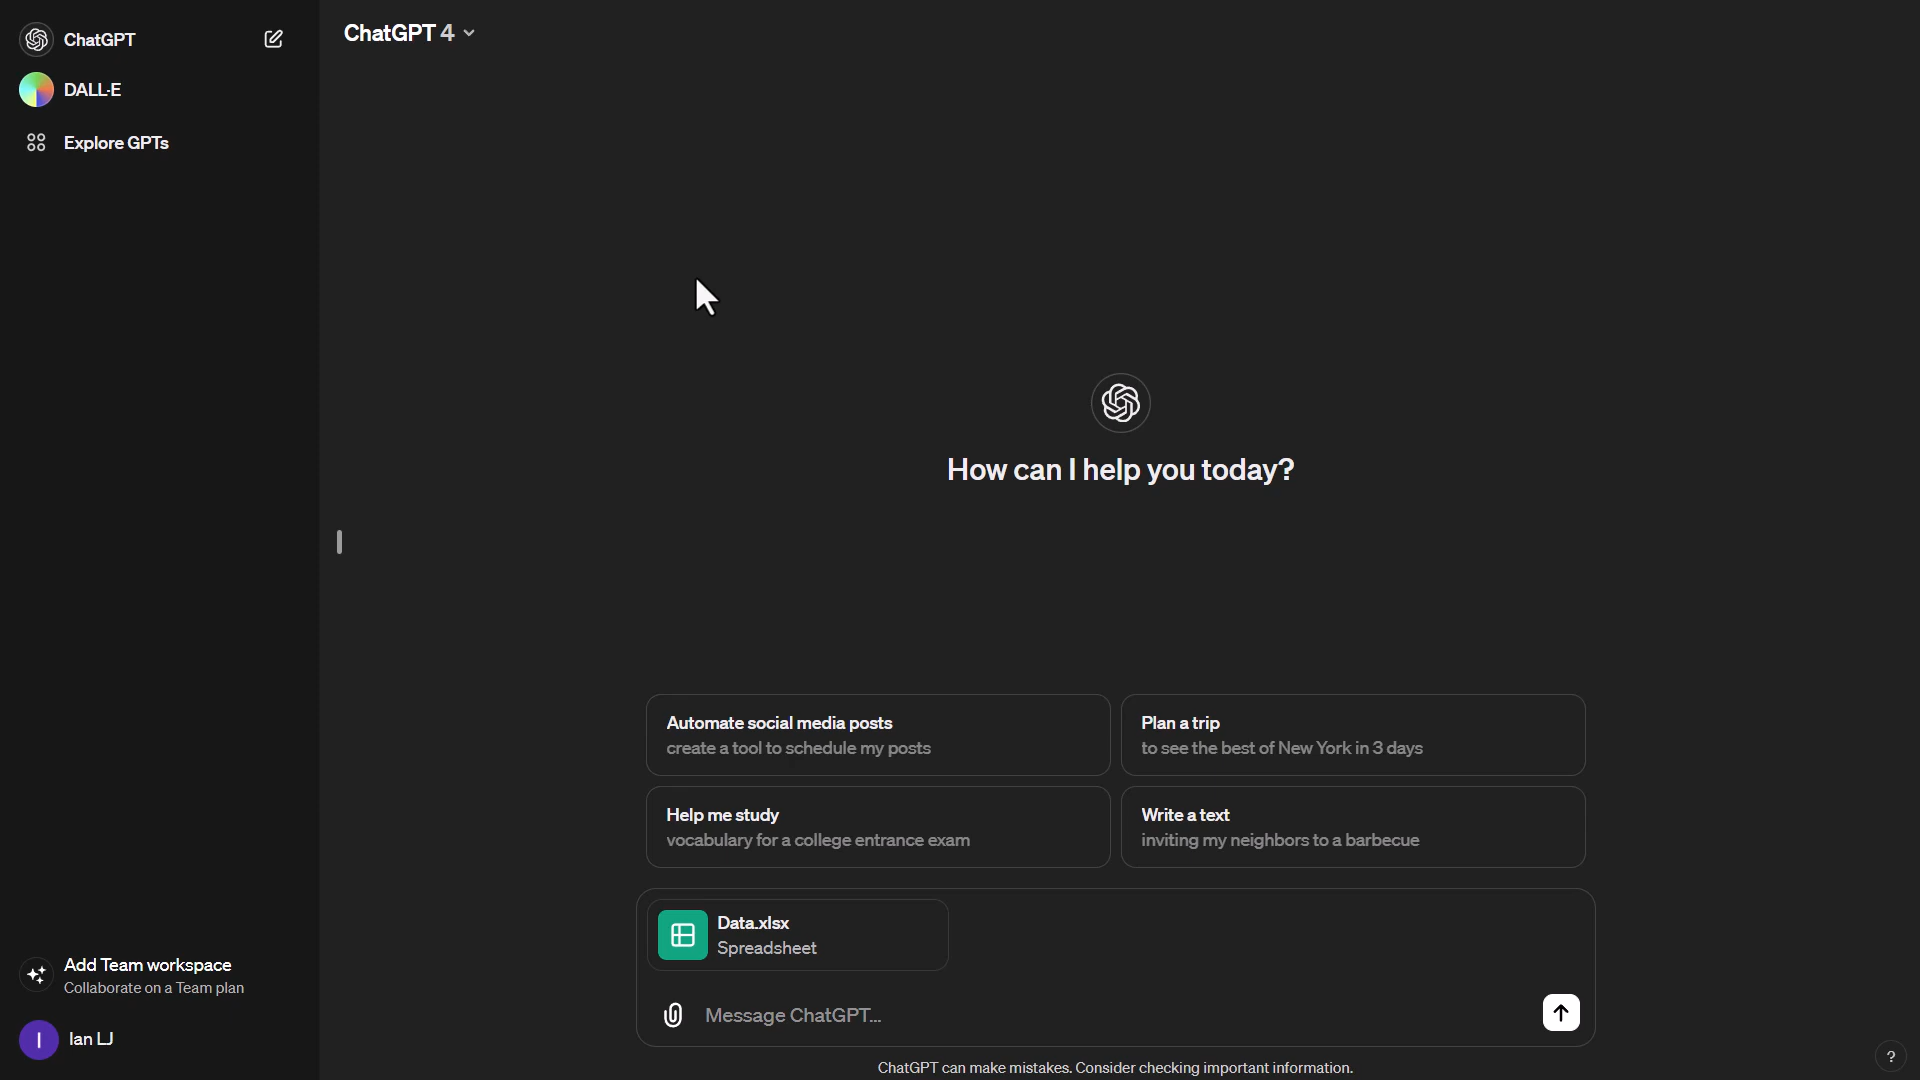 ChatGPT
DALL·E
Explore GPTs
Add Team workspace
Collaborate on a Team plan
I
Ian LJ
ChatGPT 4
How can I help you today?
Automate social media posts
create a tool to schedule my posts
Plan a trip
to see the best of New York in 3 days
Help me study
vocabulary for a college entrance exam
Write a text
inviting my neighbors to a barbecue
Data.xlsx
Spreadsheet
Message ChatGPT...
ChatGPT can make mistakes. Consider checking important information.
?